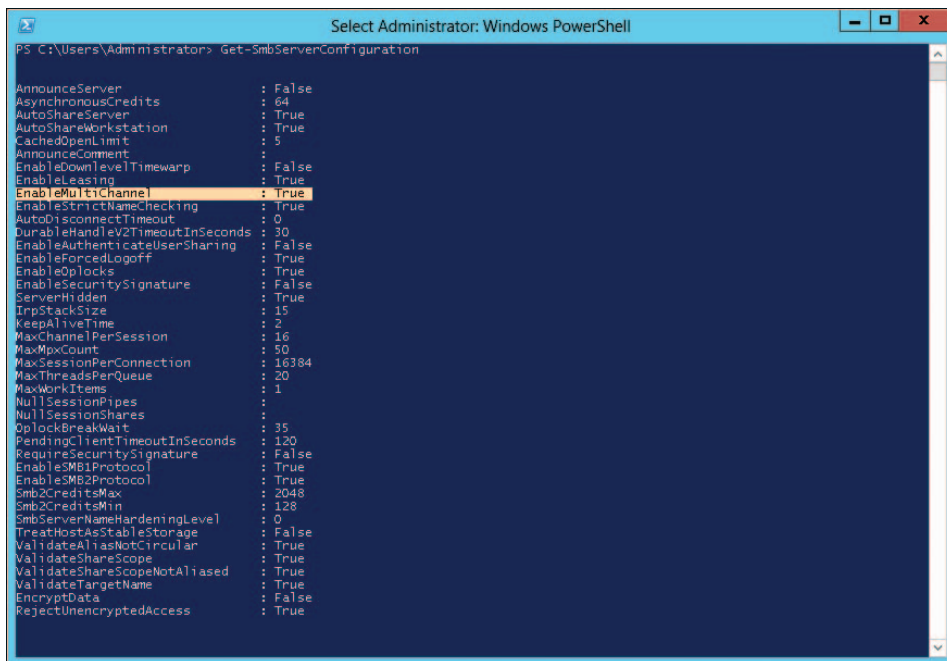 Select Administrator: Windows PowerShell
PS C:\Users\Administrator> Get-SmbServerConfiguration
AnnounceServer : False
AsynchronousCredits : 64
AutoShareServer : True
AutoShareWorkstation : True
CachedOpenLimit : 5
AnnounceComment :
EnableDownlevelTimewarp : False
EnableLeasing : True
EnableMultiChannel : True
EnableStrictNameChecking : True
AutoDisconnectTimeout : 0
DurableHandleV2TimeoutInSeconds : 30
EnableAuthenticateUserSharing : False
EnableForcedLogoff : True
EnableOplocks : True
EnableSecuritySignature : False
ServerHidden : True
IrpStackSize : 15
KeepAliveTime : 2
MaxChannelPerSession : 16
MaxMpxCount : 50
MaxSessionPerConnection : 16384
MaxThreadsPerQueue : 20
MaxWorkItems : 1
NullSessionPipes :
NullSessionShares :
OplockBreakWait : 35
PendingClientTimeoutInSeconds : 120
RequireSecuritySignature : False
EnableSMB1Protocol : True
EnableSMB2Protocol : True
Smb2CreditsMax : 2048
Smb2CreditsMin : 128
SmbServerNameHardeningLevel : 0
TreatHostAsStableStorage : False
ValidateAliasNotCircular : True
ValidateShareScope : True
ValidateShareScopeNotAliased : True
ValidateTargetName : True
EncryptData : False
RejectUnencryptedAccess : True